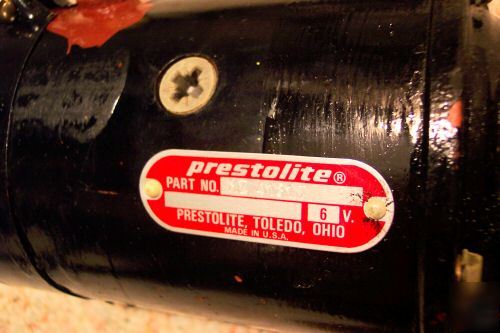 prestolite®
PART NO.
6 V.
PRESTOLITE, TOLEDO, OHIO
MADE IN U.S.A.